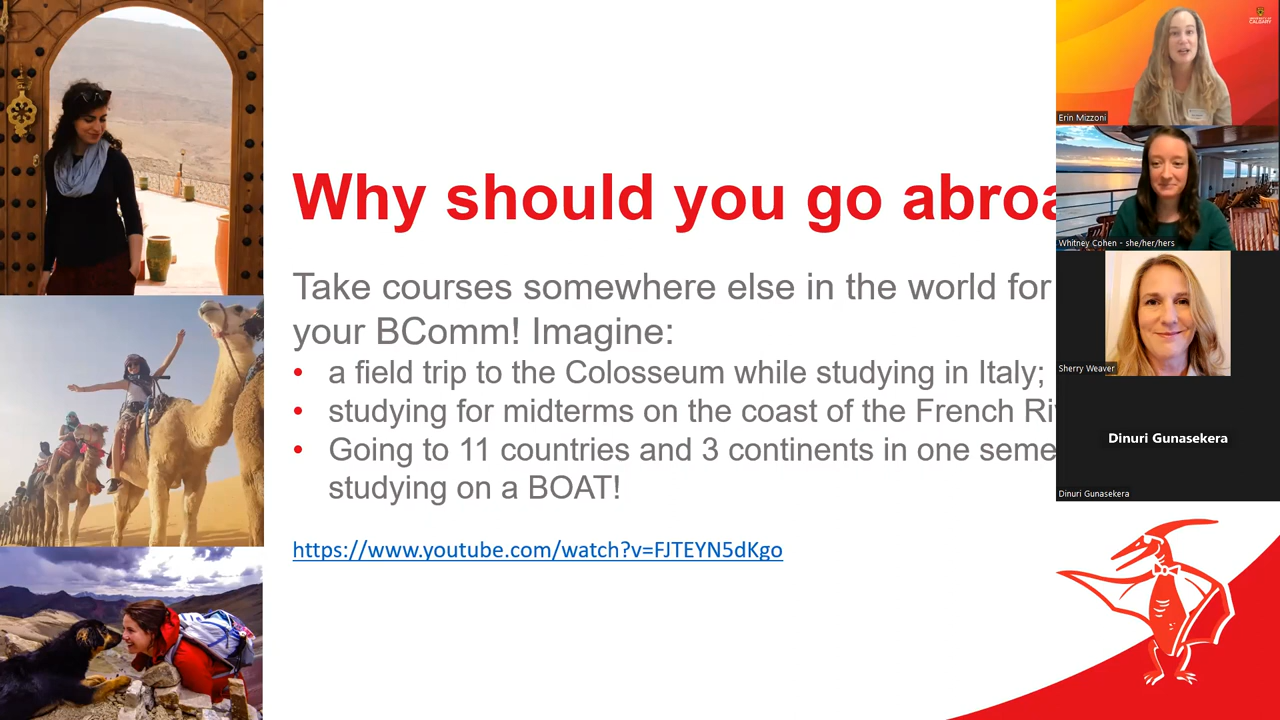 Why should you go abroa
Take courses somewhere else in the world for
your BComm! Imagine:
• a field trip to the Colosseum while studying in Italy;
• studying for midterms on the coast of the French Ri
• Going to 11 countries and 3 continents in one seme
studying on a BOAT!
https://www.youtube.com/watch?v=FJTEYN5dKgo
CALGARY
Erin Mizzoni
Whitney Cohen - she/her/hers
Sherry Weaver
Dinuri Gunasekera
Dinuri Gunasekera